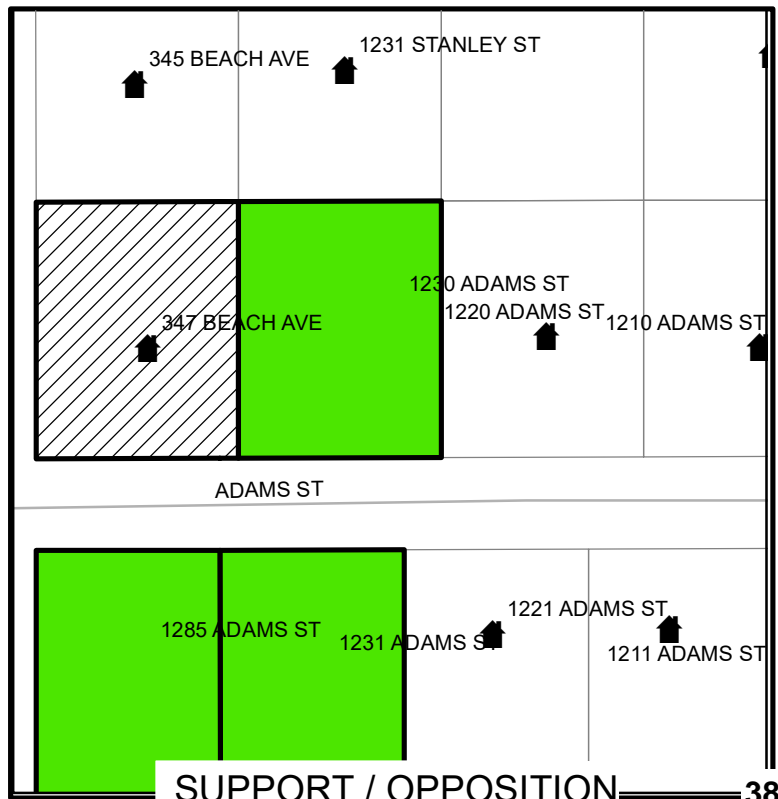 1231 STANLEY ST
345 BEACH AVE
1230 ADAMS ST
1220 ADAMS ST
347 BEACH AVE
1210 ADAMS ST
ADAMS ST
1221 ADAMS ST
1285 ADAMS ST
1231 ADAMS ST
1211 ADAMS ST
SUPPORT / OPPOSITION
38